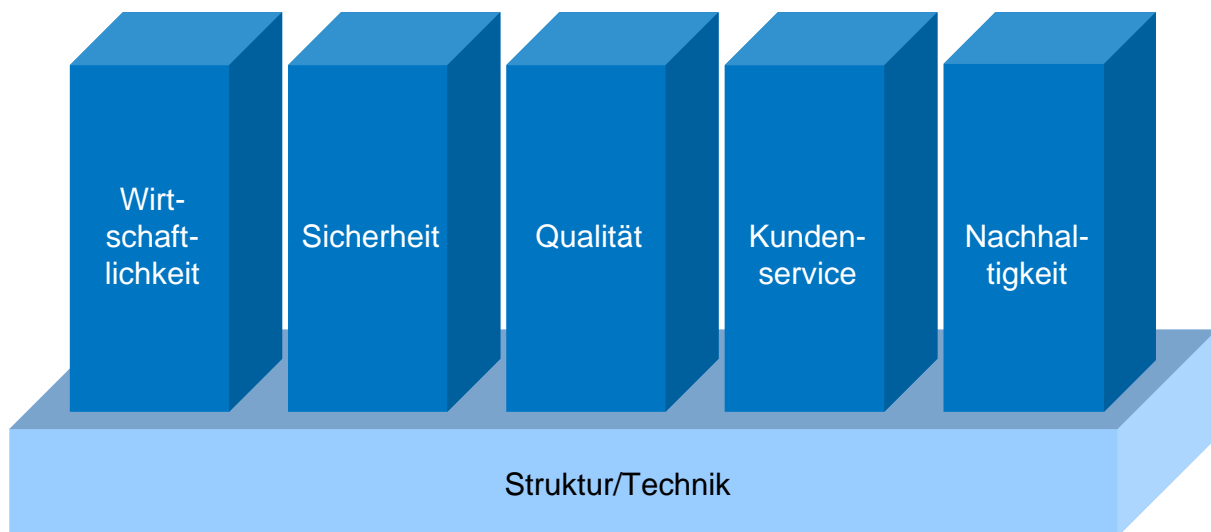 Wirt-
schaft-
lichkeit
Sicherheit
Qualität
Kunden-
service
Nachhal-
tigkeit
Struktur/Technik